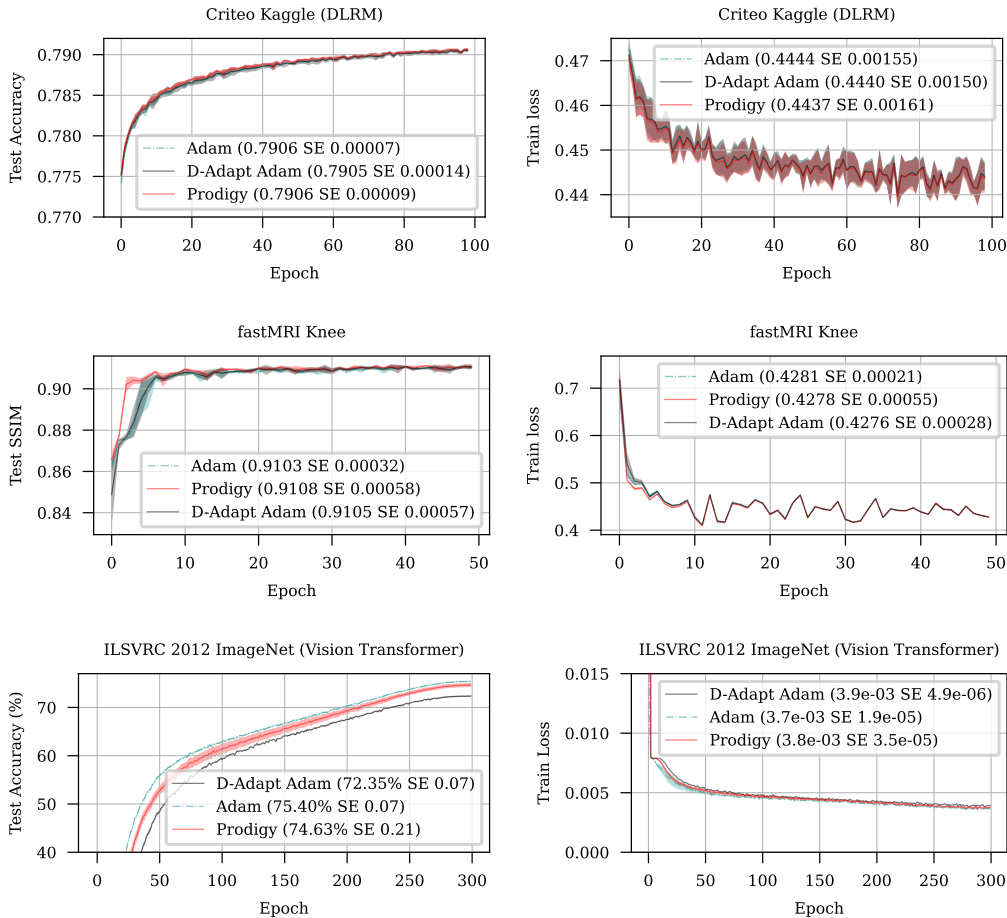 Criteo Kaggle (DLRM)
Test Accuracy
0.790
0.785
0.780
0.775
0.770
Adam (0.7906 SE 0.00007)
D-Adapt Adam (0.7905 SE 0.00014)
Prodigy (0.7906 SE 0.00009)
0 20 40 60 80 100
Epoch
Criteo Kaggle (DLRM)
Train loss
0.47
0.46
0.45
0.44
Adam (0.4444 SE 0.00155)
D-Adapt Adam (0.4440 SE 0.00150)
Prodigy (0.4437 SE 0.00161)
0 20 40 60 80 100
Epoch
fastMRI Knee
Test SSIM
0.90
0.88
0.86
0.84
Adam (0.9103 SE 0.00032)
Prodigy (0.9108 SE 0.00058)
D-Adapt Adam (0.9105 SE 0.00057)
0 10 20 30 40 50
Epoch
fastMRI Knee
Train loss
0.7
0.6
0.5
0.4
Adam (0.4281 SE 0.00021)
Prodigy (0.4278 SE 0.00055)
D-Adapt Adam (0.4276 SE 0.00028)
0 10 20 30 40 50
Epoch
ILSVRC 2012 ImageNet (Vision Transformer)
Test Accuracy (%)
70
60
50
40
D-Adapt Adam (72.35% SE 0.07)
Adam (75.40% SE 0.07)
Prodigy (74.63% SE 0.21)
0 50 100 150 200 250 300
Epoch
ILSVRC 2012 ImageNet (Vision Transformer)
Train Loss
0.015
0.010
0.005
0.000
D-Adapt Adam (3.9e-03 SE 4.9e-06)
Adam (3.7e-03 SE 1.9e-05)
Prodigy (3.8e-03 SE 3.5e-05)
0 50 100 150 200 250 300
Epoch